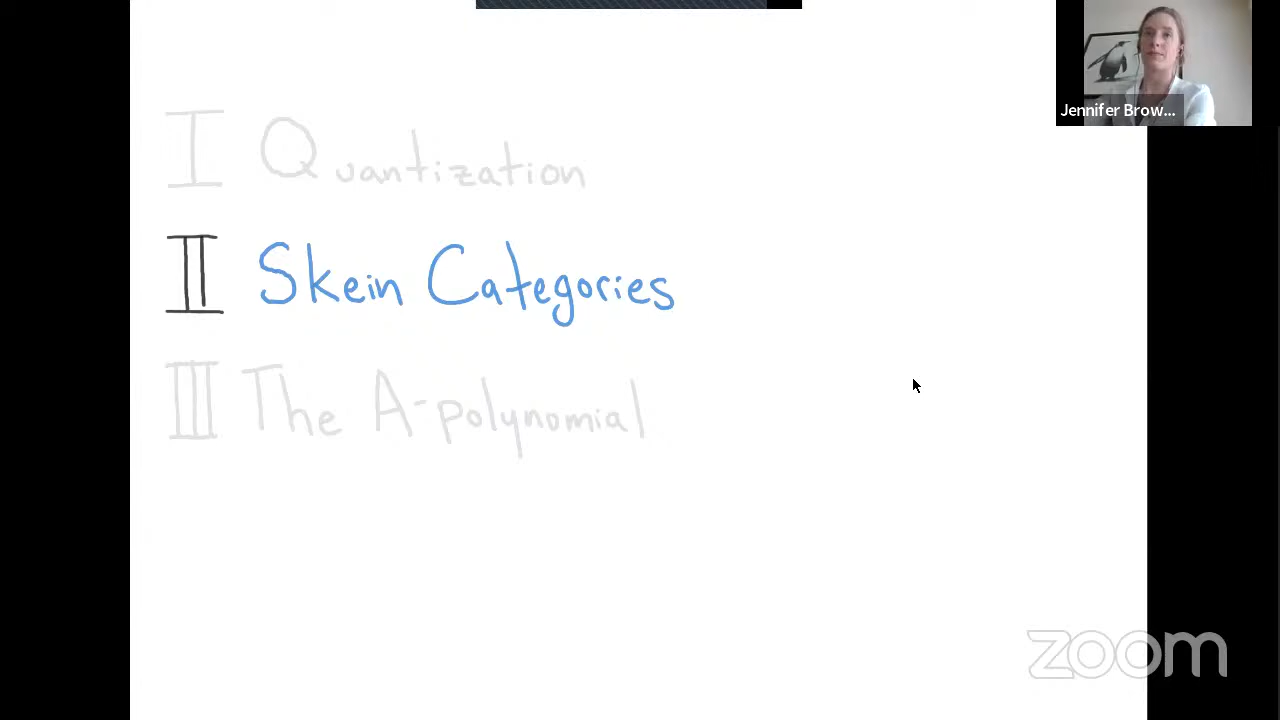 Jennifer Brow...
I Quantization
II Skein Categories
III The A-polynomial
zoom